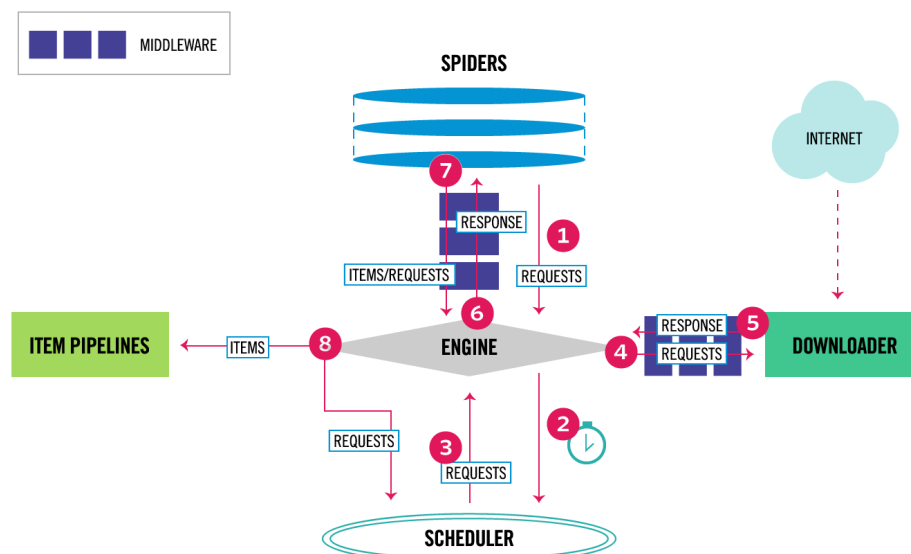 MIDDLEWARE
SPIDERS
INTERNET
7
RESPONSE
1
ITEMS/REQUESTS
REQUESTS
6
RESPONSE
5
ITEM PIPELINES
ITEMS
8
ENGINE
4
REQUESTS
DOWNLOADER
2
REQUESTS
3
REQUESTS
SCHEDULER